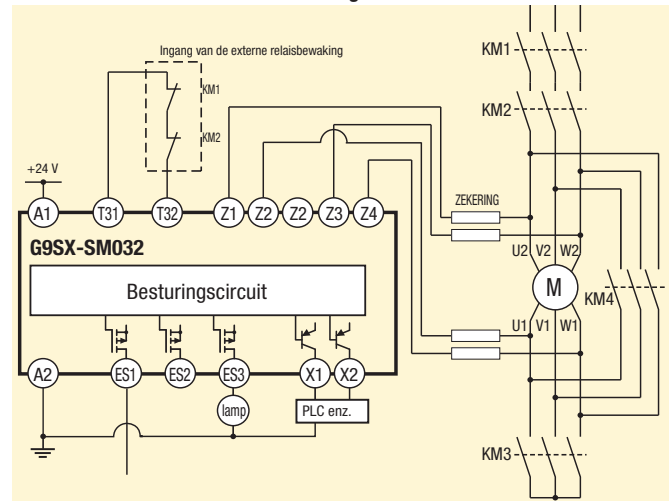 Ingang van de externe relaisbewaking
KM1
KM2
+24 V
A1
T31
T32
Z1
Z2
Z2
Z3
Z4
G9SX-SM032
Besturingscircuit
A2
ES1
ES2
ES3
X1
X2
lamp
PLC enz.
KM1
KM2
ZEKERING
U2 V2 W2
M
KM4
U1 V1 W1
KM3